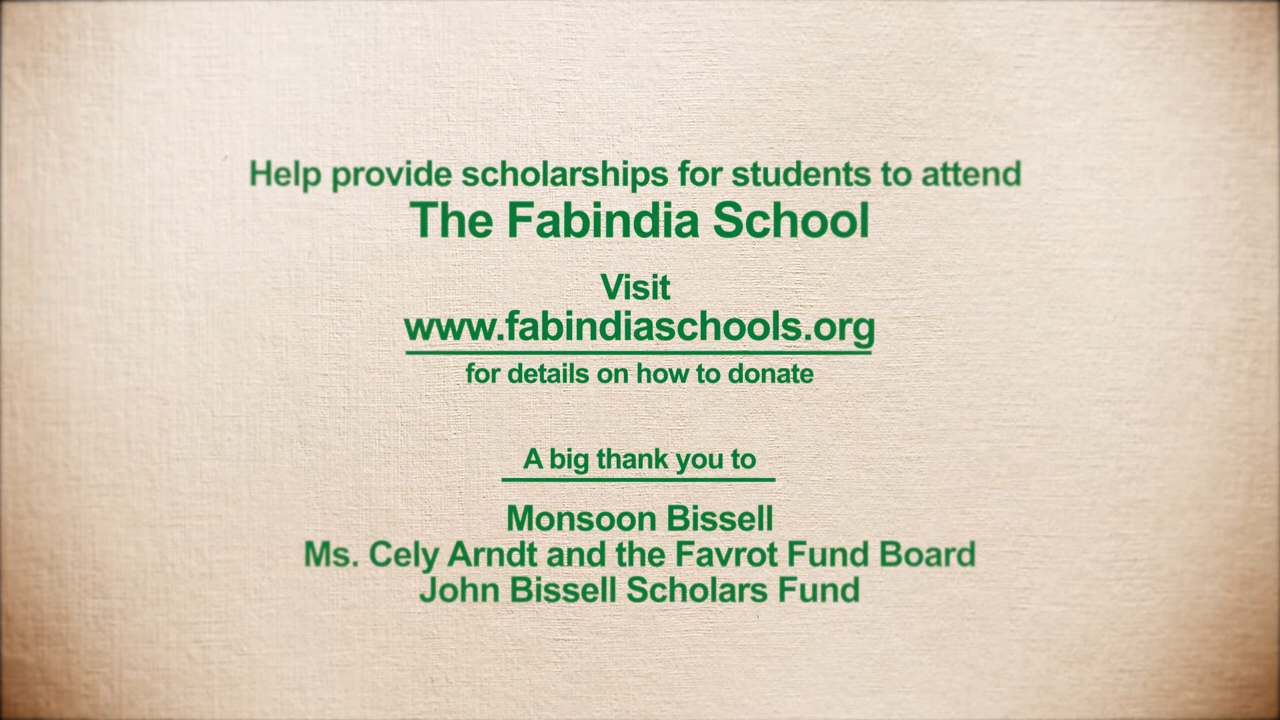 Help provide scholarships for students to attend
The Fabindia School
Visit
www.fabindiaschools.org
for details on how to donate
A big thank you to
Monsoon Bissell
Ms. Cely Arndt and the Favrot Fund Board
John Bissell Scholars Fund